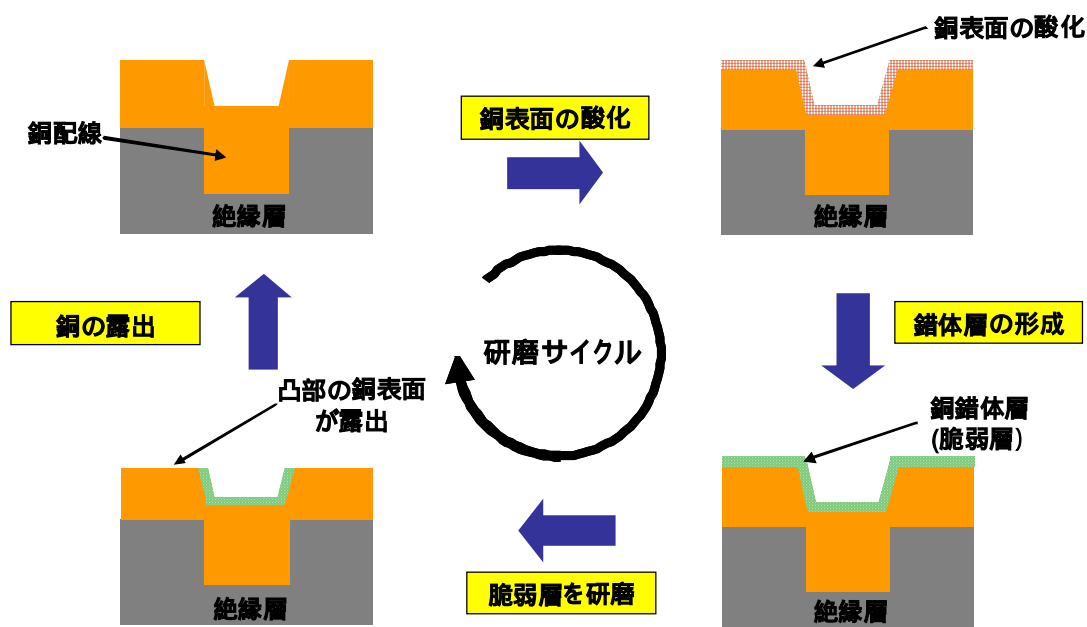 銅表面の酸化
銅配線
銅表面の酸化
絶縁層
絶縁層
銅の露出
研磨サイクル
錯体層の形成
凸部の銅表面
が露出
銅錯体層
(脆弱層)
脆弱層を研磨
絶縁層
絶縁層